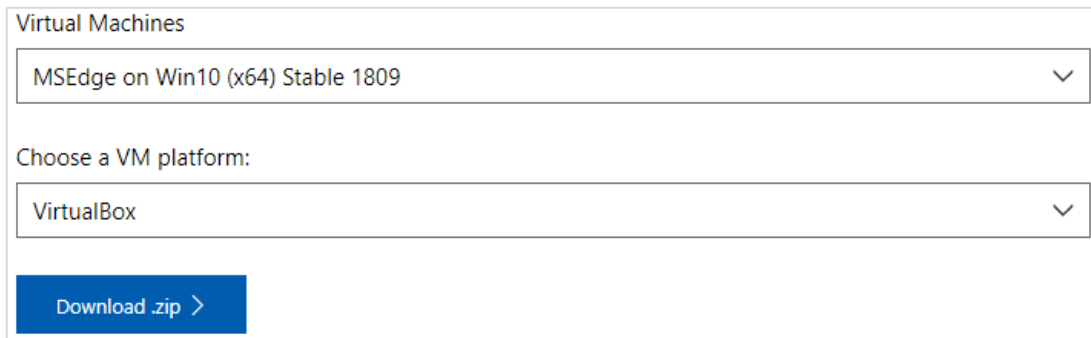 Virtual Machines
MSEdge on Win10 (x64) Stable 1809
Choose a VM platform:
VirtualBox
Download .zip